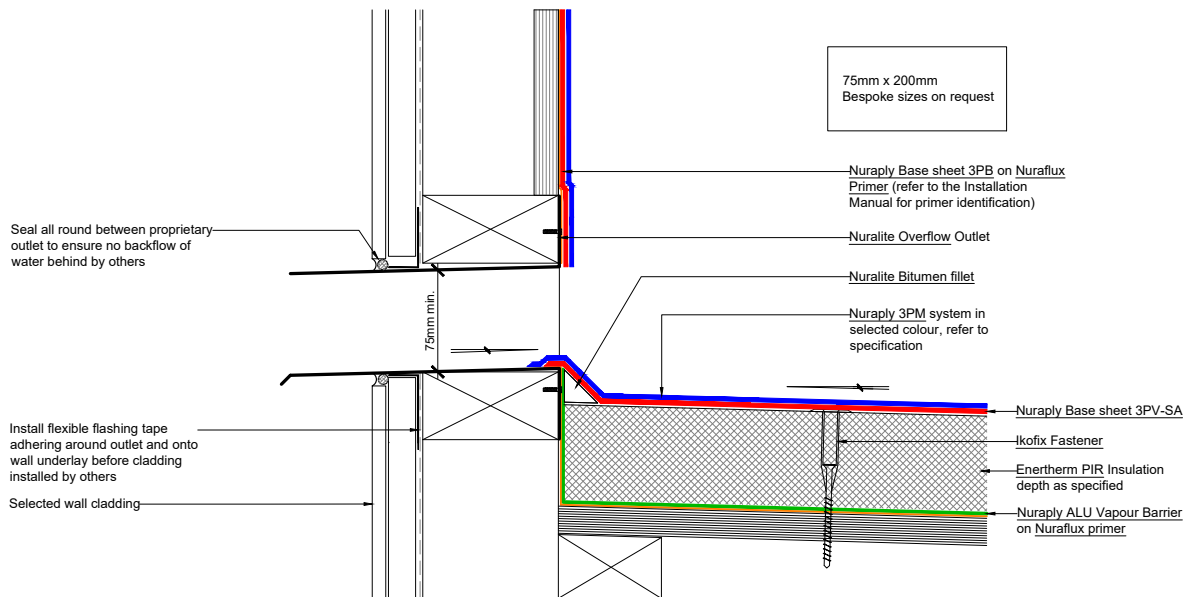 75mm x 200mm
Bespoke sizes on request
Nuraply Base sheet 3PB on Nuraflux
Primer (refer to the Installation
Manual for primer identification)
Seal all round between proprietary
outlet to ensure no backflow of
water behind by others
Nuralite Overflow Outlet
Nuralite Bitumen fillet
75mm min.
Nuraply 3PM system in
selected colour, refer to
specification
Nuraply Base sheet 3PV-SA
Install flexible flashing tape
adhering around outlet and onto
wall underlay before cladding
installed by others
Ikofix Fastener
Enertherm PIR Insulation
depth as specified
Selected wall cladding
Nuraply ALU Vapour Barrier
on Nuraflux primer